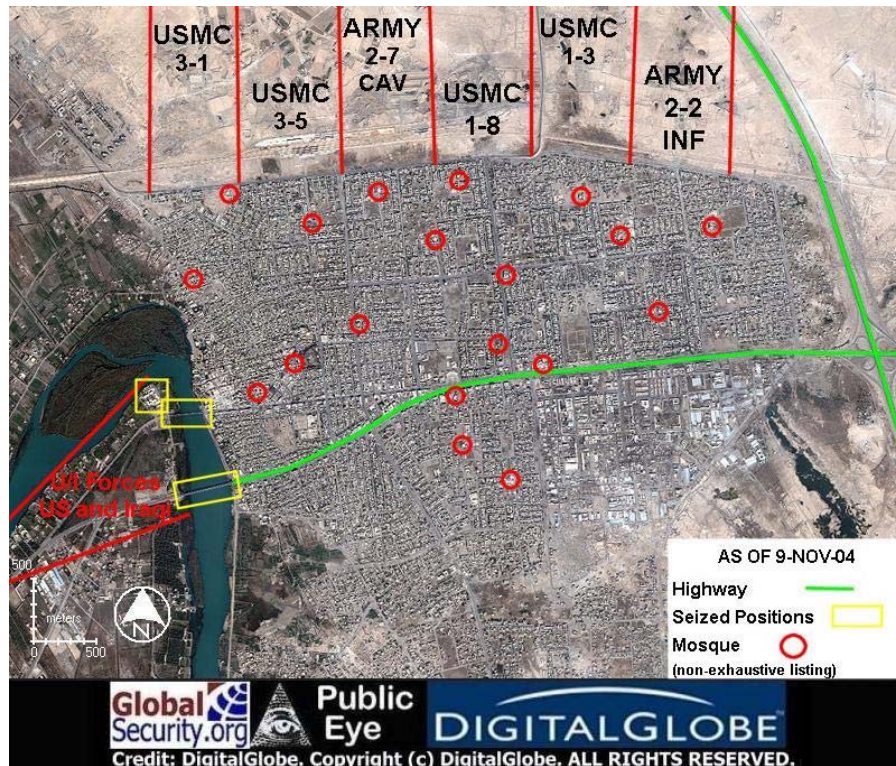 USMC
3-1
USMC
3-5
ARMY
2-7
CAV
USMC
1-8
USMC
1-3
ARMY
2-2
INF
U/I Forces
US and Iraqi
500
meters
0 500
N
AS OF 9-NOV-04
Highway
Seized Positions
Mosque
(non-exhaustive listing)
Global
Security.org
Public
Eye
DIGITALGLOBE
Credit: DigitalGlobe. Copyright (c) DigitalGlobe. ALL RIGHTS RESERVED.